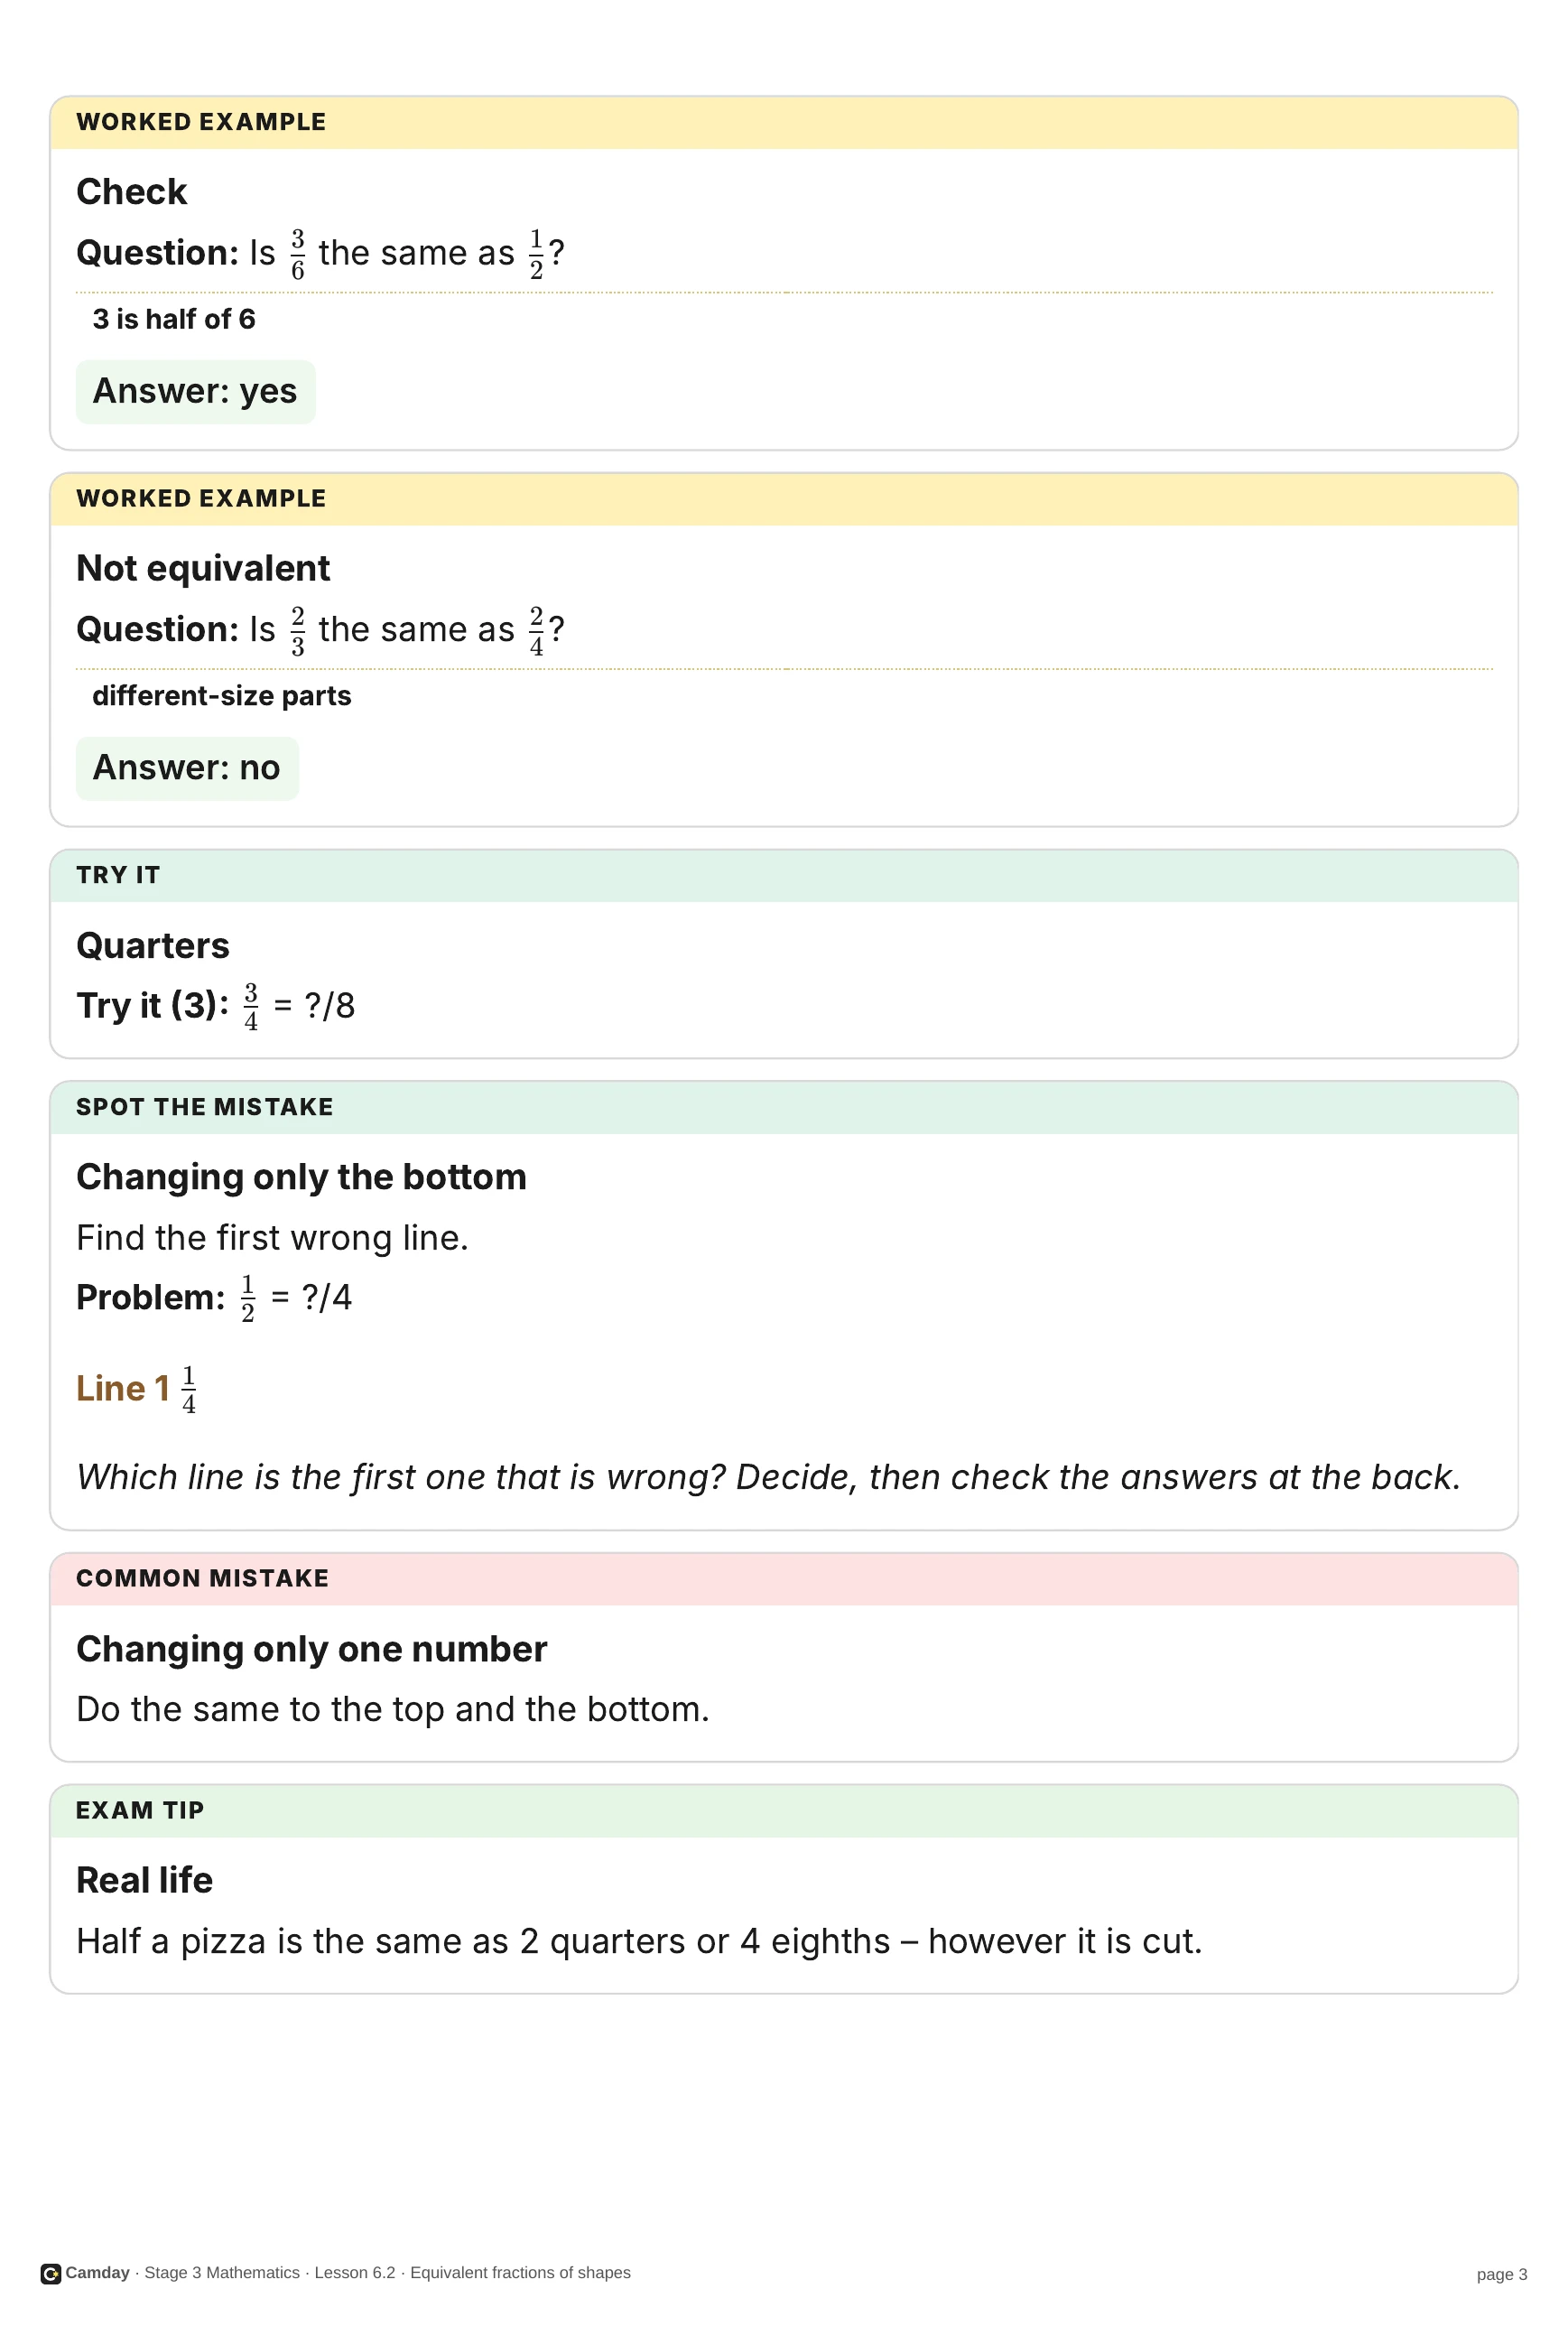 WORKED EXAMPLE
Check
Question: Is 3/6 the same as 1/2?
3 is half of 6
Answer: yes
WORKED EXAMPLE
Not equivalent
Question: Is 2/3 the same as 2/4?
different-size parts
Answer: no
TRY IT
Quarters
Try it (3): 3/4 = ?/8
SPOT THE MISTAKE
Changing only the bottom
Find the first wrong line.
Problem: 1/2 = ?/4
Line 1 1/4
Which line is the first one that is wrong? Decide, then check the answers at the back.
COMMON MISTAKE
Changing only one number
Do the same to the top and the bottom.
EXAM TIP
Real life
Half a pizza is the same as 2 quarters or 4 eighths – however it is cut.
Camday · Stage 3 Mathematics · Lesson 6.2 · Equivalent fractions of shapes
page 3